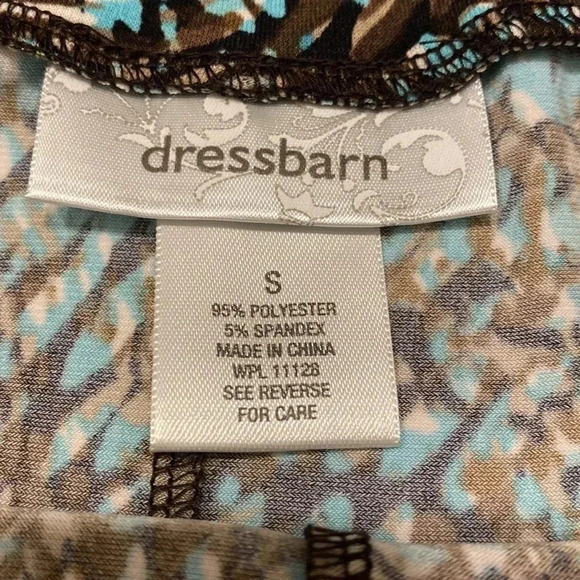 dressbarn
S
95% POLYESTER
5% SPANDEX
MADE IN CHINA
WPL 11128
SEE REVERSE
FOR CARE